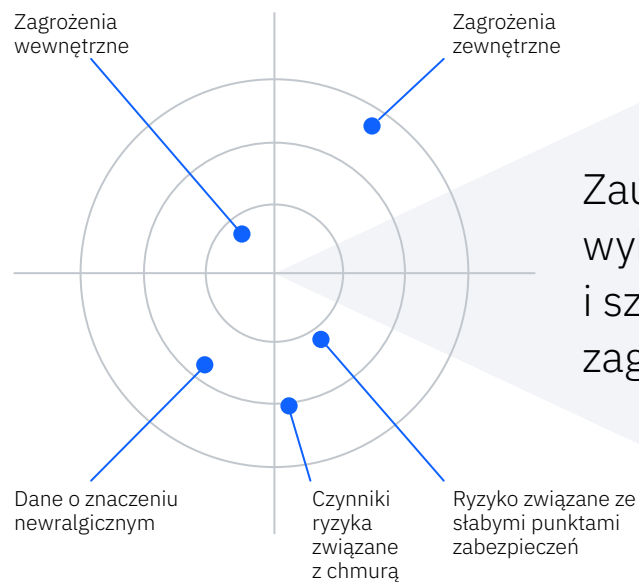 Zagrożenia
wewnętrzne
Zagrożenia
zewnętrzne
i
Dane o znaczeniu
newralgicznym
Czynniki
ryzyka
związane
z chmurą
Ryzyko związane ze
słabymi punktami
zabezpieczeń